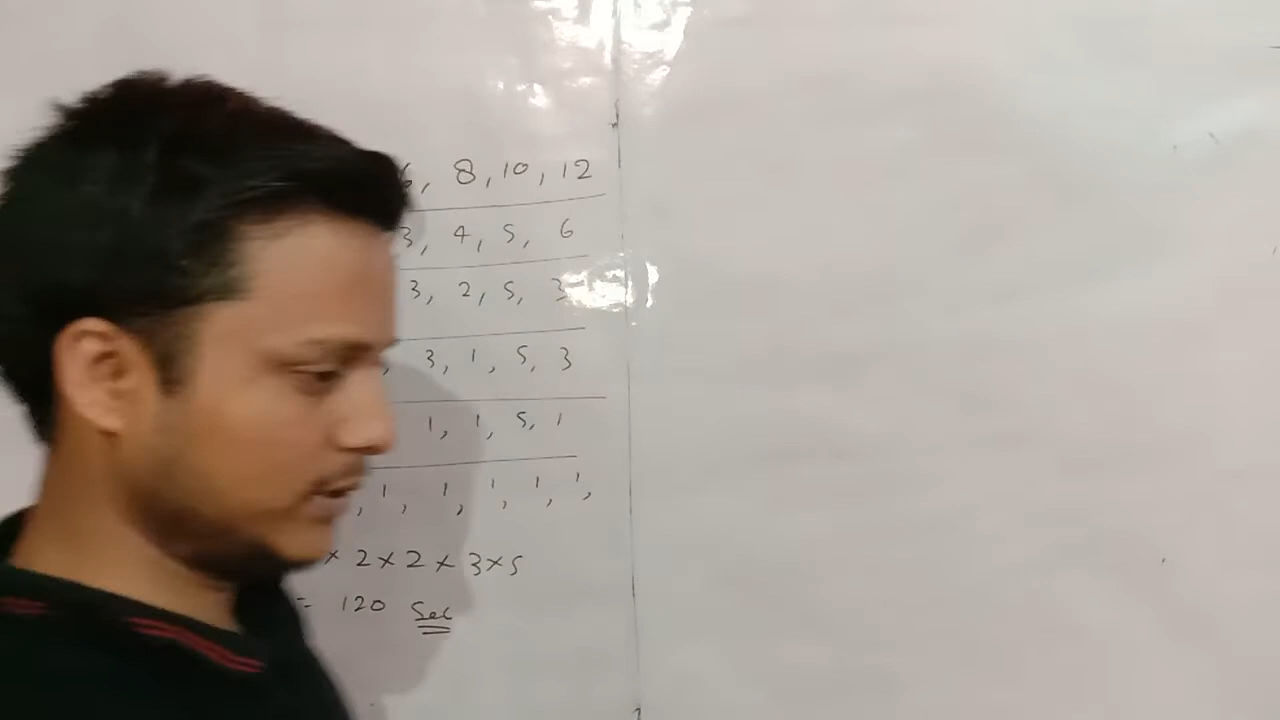 6, 8, 10, 12
3, 4, 5, 6
3, 2, 5, 3
, 3, 1, 5, 3
1, 1, 5, 1
, 1, 1, 1, 1, 1,
× 2 × 2 × 3 × 5
= 120 Sec